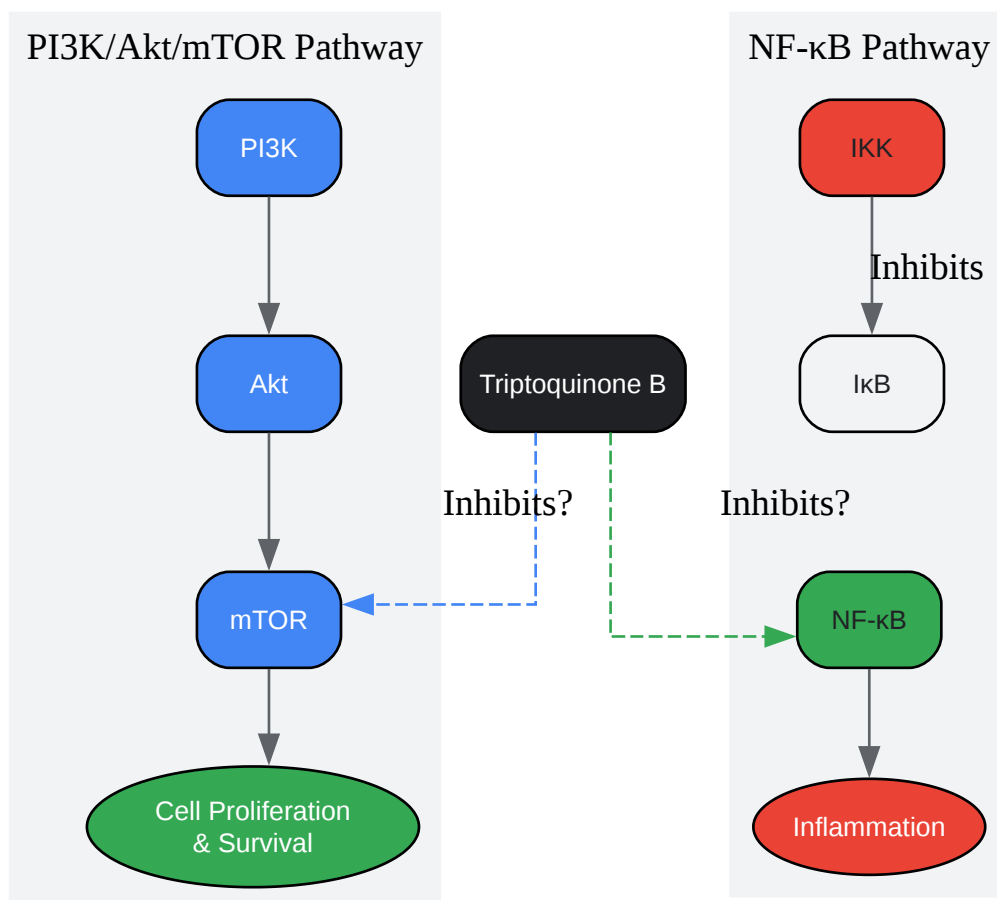 PI3K/Akt/mTOR Pathway
NF-κB Pathway
PI3K
IKK
Inhibits
Akt
Triptoquinone B
IκB
Inhibits?
Inhibits?
mTOR
NF-κB
Cell Proliferation
& Survival
Inflammation